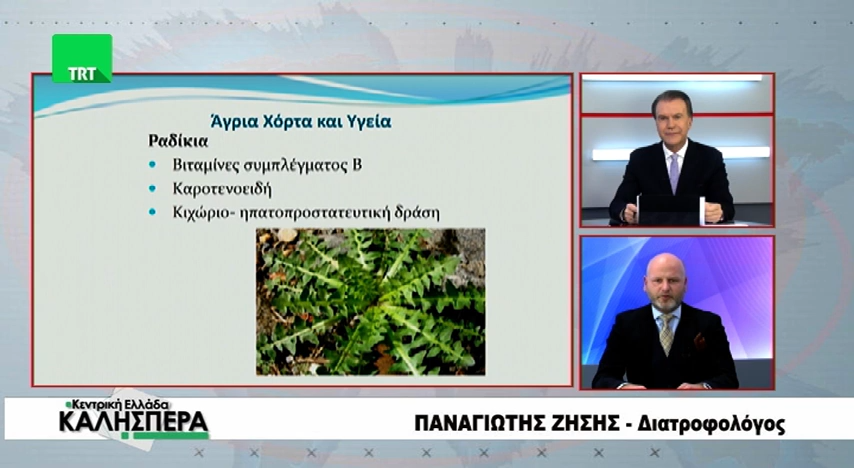 TRT
Άγρια Χόρτα και Υγεία
Ραδίκια
• Βιταμίνες συμπλέγματος Β
• Καροτενοειδή
• Κιχώριο- ηπατοπροστατευτική δράση
Κεντρική Ελλάδα
ΚΑΛΗΣΠΕΡΑ
ΠΑΝΑΓΙΩΤΗΣ ΖΗΣΗΣ - Διατροφολόγος